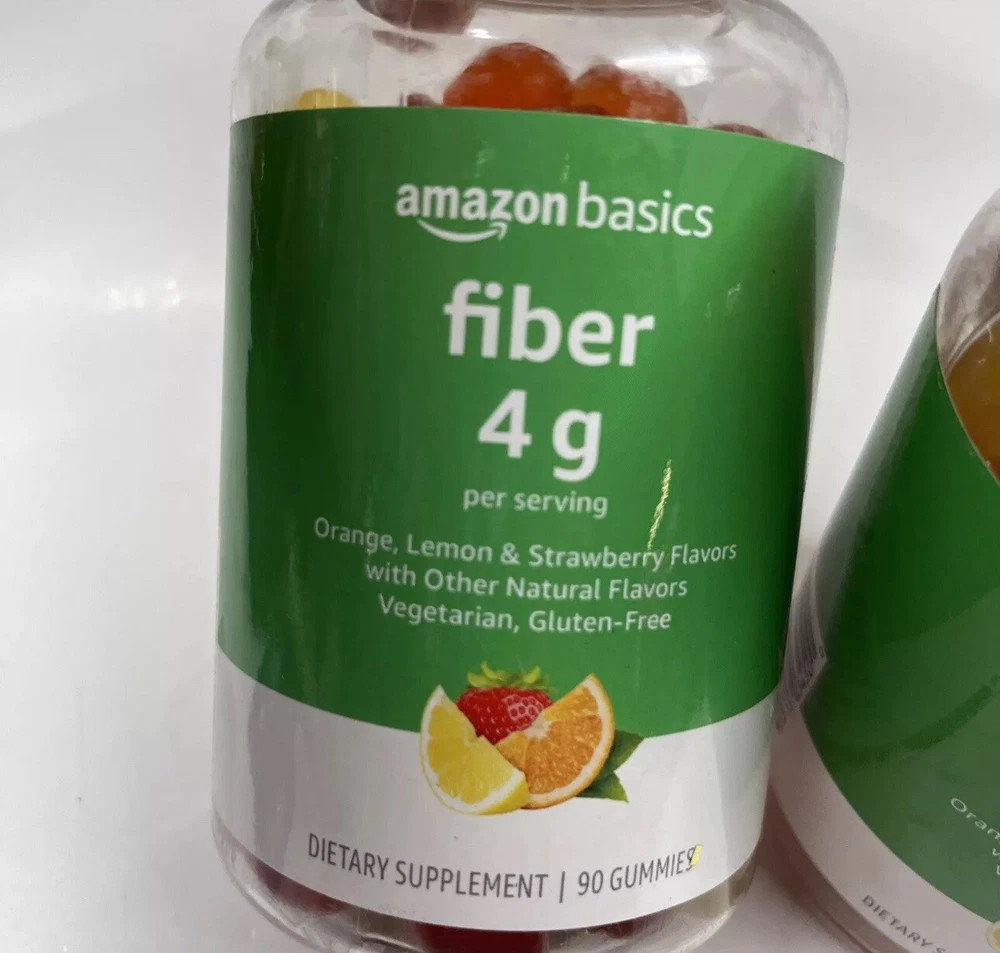 amazon basics
fiber
4 g
per serving
Orange, Lemon & Strawberry Flavors
with Other Natural Flavors
Vegetarian, Gluten-Free
DIETARY SUPPLEMENT | 90 GUMMIES
DIETARY